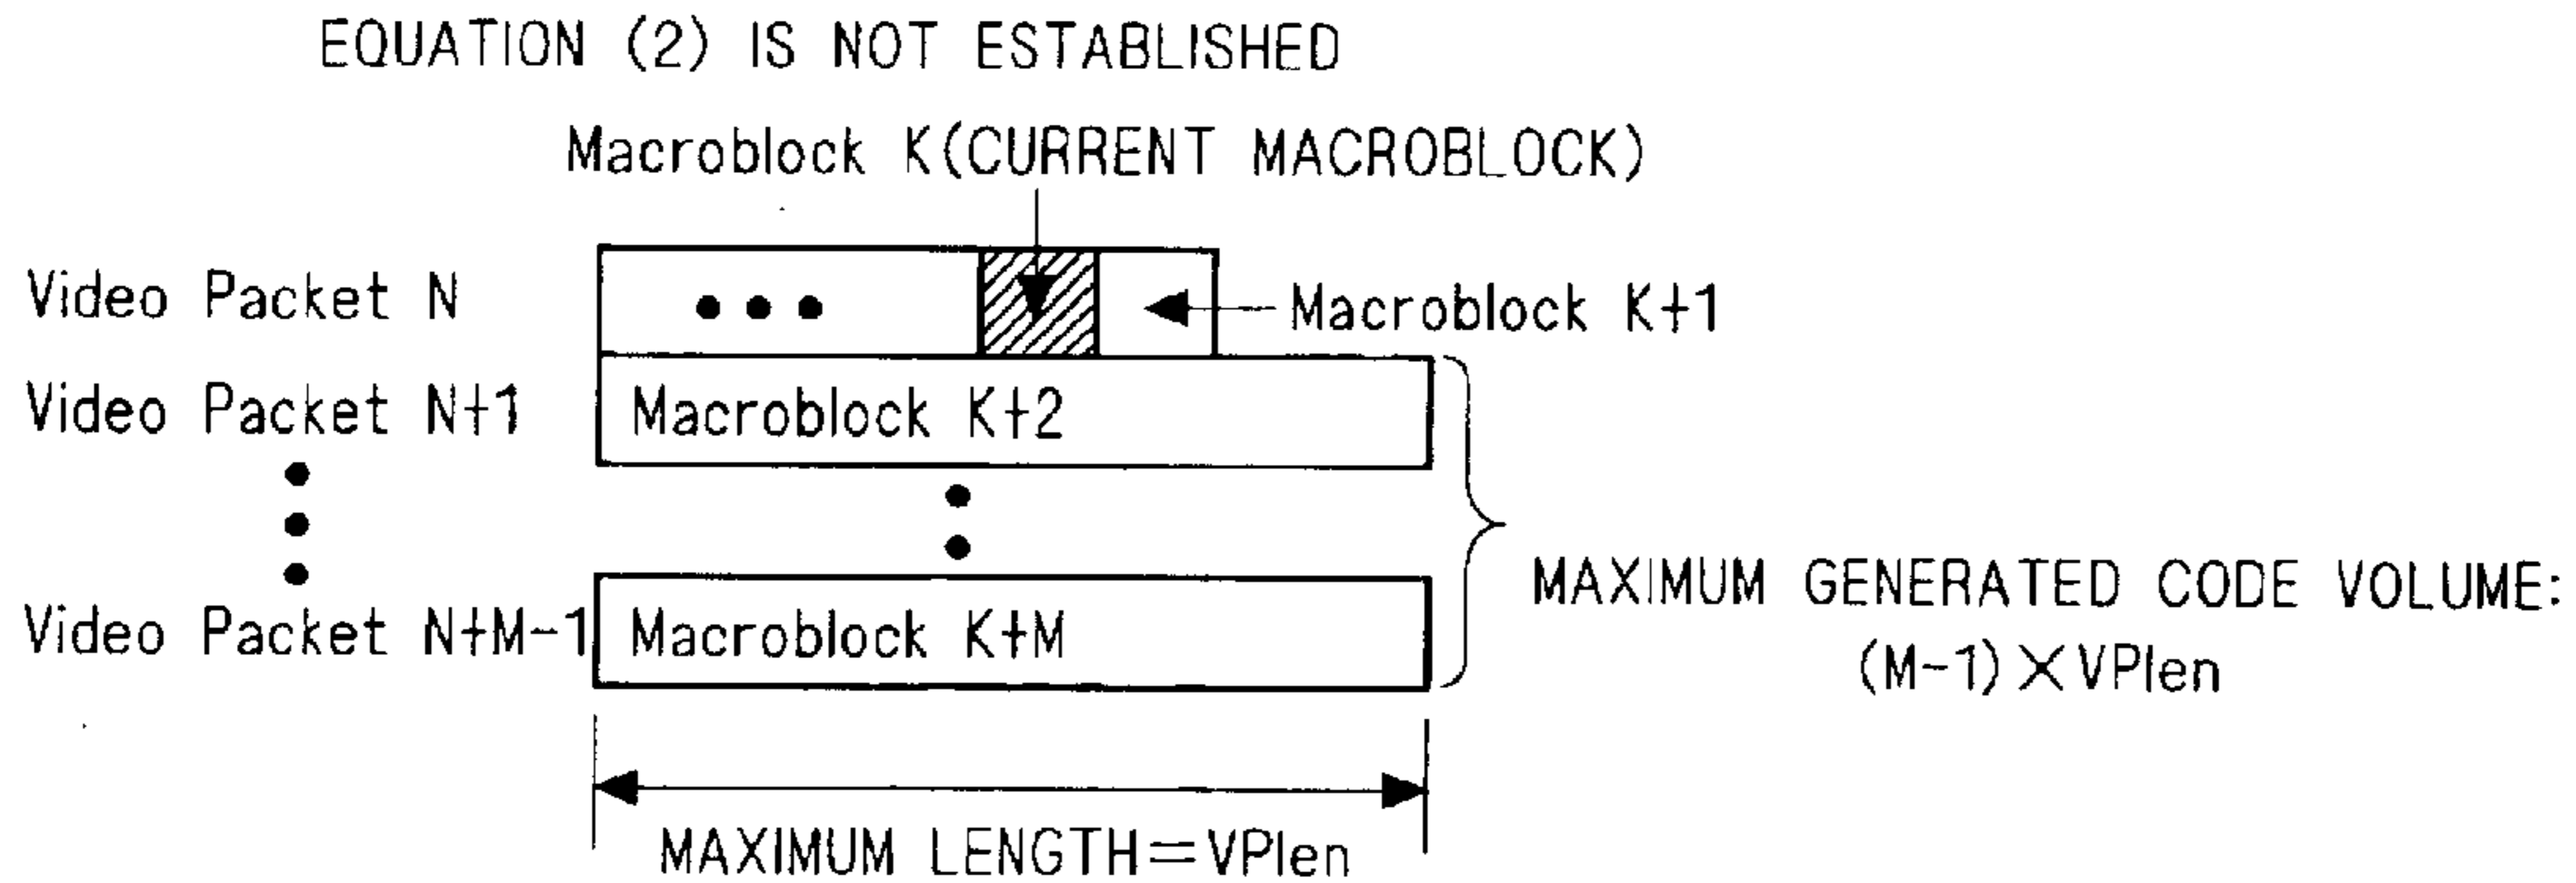 EQUATION (2) IS NOT ESTABLISHED
Macroblock K(CURRENT MACROBLOCK)
Video Packet N
Macroblock K+1
Video Packet N+1
Macroblock K+2
Video Packet N+M-1
Macroblock K+M
MAXIMUM GENERATED CODE VOLUME:
(M-1)×VPlen
MAXIMUM LENGTH=VPlen